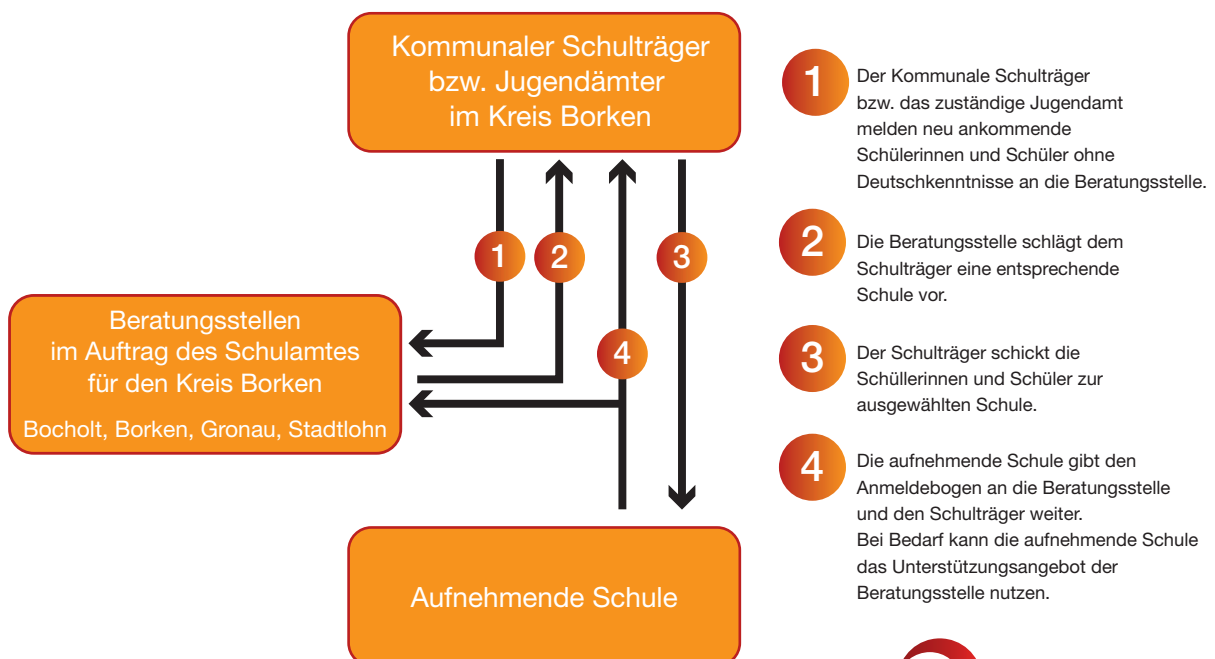 Kommunaler Schulträger
bzw. Jugendämter
im Kreis Borken
1
2
3
4
Beratungsstellen
im Auftrag des Schulamtes
für den Kreis Borken
Bocholt, Borken, Gronau, Stadtlohn
Aufnehmende Schule
1
Der Kommunale Schulträger
bzw. das zuständige Jugendamt
melden neu ankommende
Schülerinnen und Schüler ohne
Deutschkenntnisse an die Beratungsstelle.
2
Die Beratungsstelle schlägt dem
Schulträger eine entsprechende
Schule vor.
3
Der Schulträger schickt die
Schüllerinnen und Schüler zur
ausgewählten Schule.
4
Die aufnehmende Schule gibt den
Anmeldebogen an die Beratungsstelle
und den Schulträger weiter.
Bei Bedarf kann die aufnehmende Schule
das Unterstützungsangebot der
Beratungsstelle nutzen.